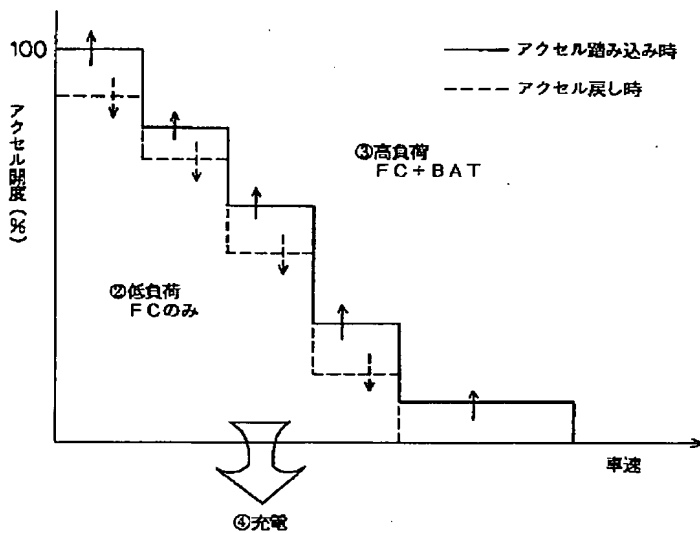 100
アクセル開度(%)
アクセル踏み込み時
アクセル戻し時
③高負荷
FC+BAT
②低負荷
FCのみ
車速
④充電